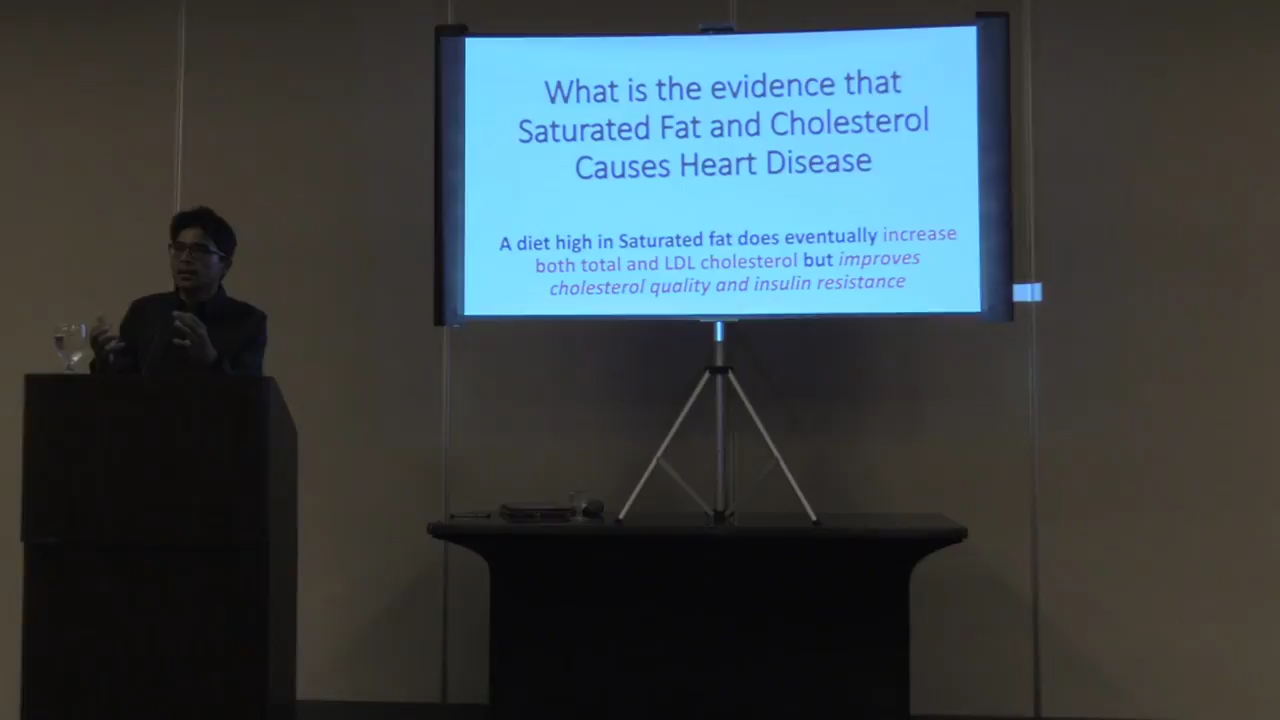 What is the evidence that
Saturated Fat and Cholesterol
Causes Heart Disease
A diet high in Saturated fat does eventually increase
both total and LDL cholesterol but improves
cholesterol quality and insulin resistance